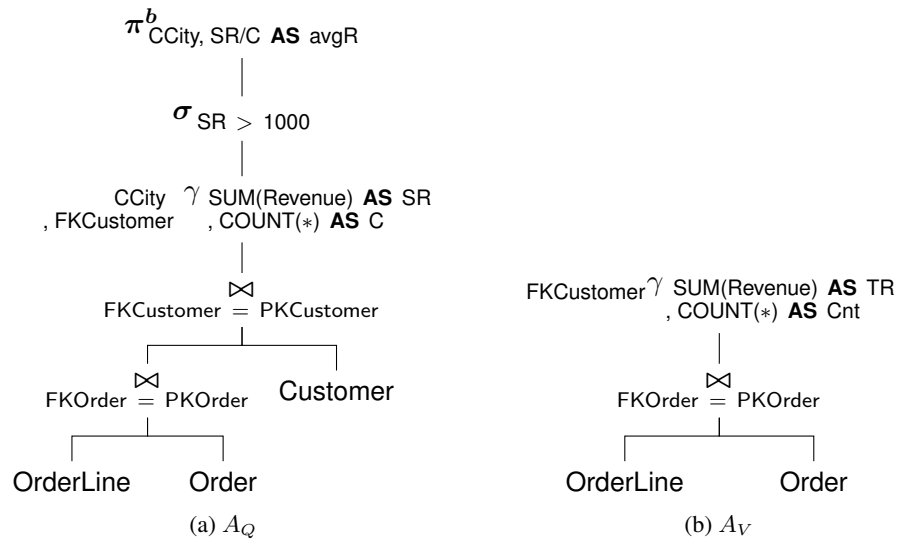 π^b CCity, SR/C AS avgR
σ SR > 1000
CCity γ SUM(Revenue) AS SR
, FKCustomer , COUNT(∗) AS C
⋈
FKCustomer = PKCustomer
⋈
FKOrder = PKOrder
Customer
OrderLine Order
(a) A_Q
FKCustomer γ SUM(Revenue) AS TR
, COUNT(∗) AS Cnt
⋈
FKOrder = PKOrder
OrderLine Order
(b) A_V